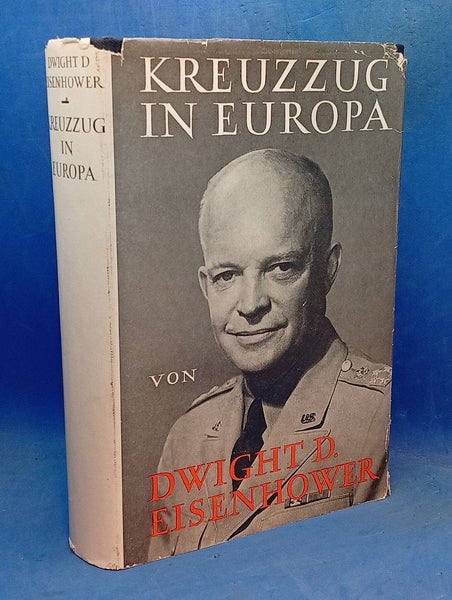 DWIGHT D
EISENHOWER
KREUZZUG
IN
EUROPA
KREUZZUG
IN EUROPA
VON
DWIGHT D.
EISENHOWER
U.S.